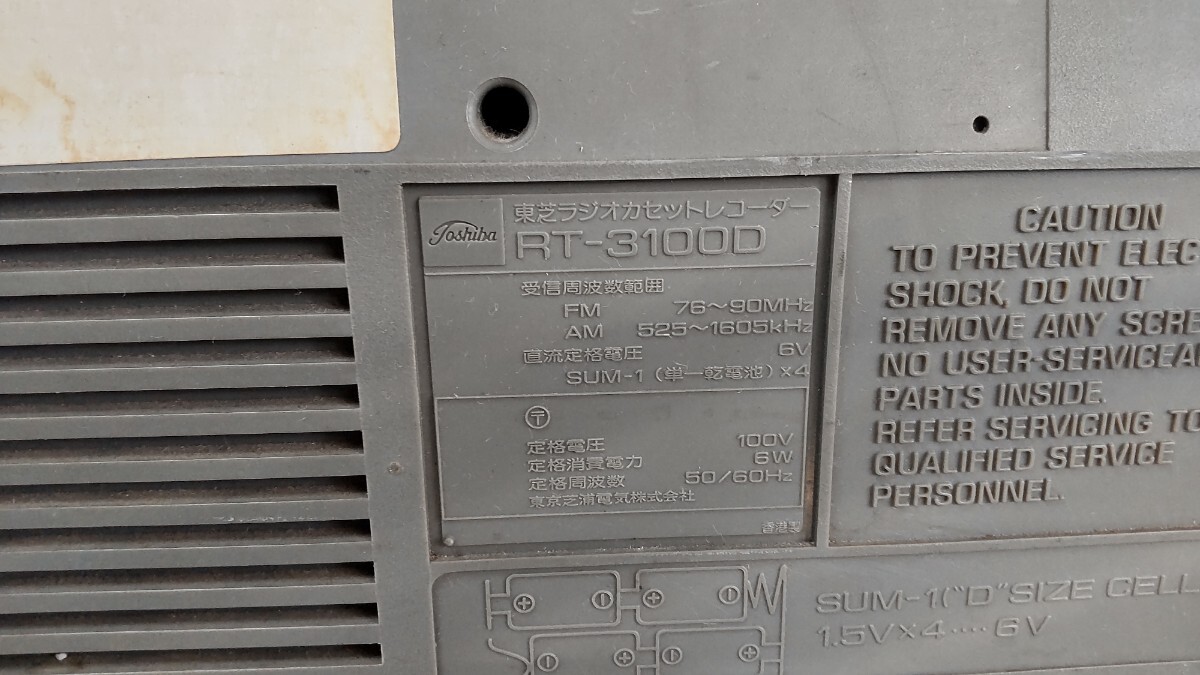 Toshiba
東芝ラジオカセットレコーダー
RT-3100D
受信周波数範囲
FM 76~90MHz
AM 525~1605kHz
直流定格電圧 6V
SUM-1 (単一乾電池) ×4
〒
定格電圧 100V
定格消費電力 6W
定格周波数 50/60Hz
東京芝浦電気株式会社
香港製
CAUTION
TO PREVENT ELEC-
SHOCK, DO NOT
REMOVE ANY SCRE
NO USER-SERVICEA
PARTS INSIDE.
REFER SERVICING TO
QUALIFIED SERVICE
PERSONNEL.
SUM-1("D"SIZE CELL
1.5V×4····6V